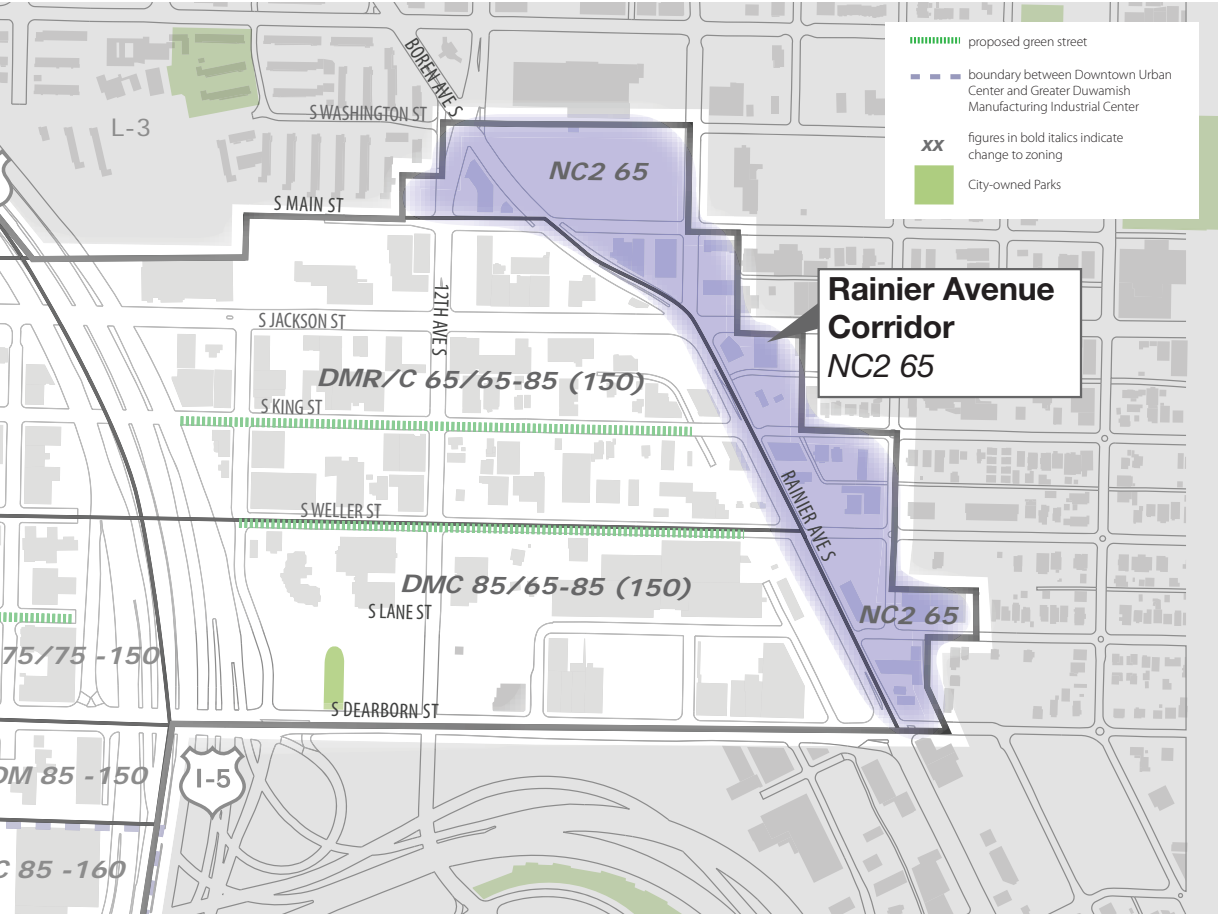 proposed green street
boundary between Downtown Urban
Center and Greater Duwamish
Manufacturing Industrial Center
xx
figures in bold italics indicate
change to zoning
City-owned Parks
BOREN AVE S
S WASHINGTON ST
L-3
NC2 65
S MAIN ST
Rainier Avenue
Corridor
NC2 65
12TH AVE S
S JACKSON ST
DMR/C 65/65-85 (150)
S KING ST
S WELLER ST
RAINIER AVE S
DMC 85/65-85 (150)
S LANE ST
NC2 65
75/75 -150
S DEARBORN ST
DM 85 -150
I-5
C 85 -160